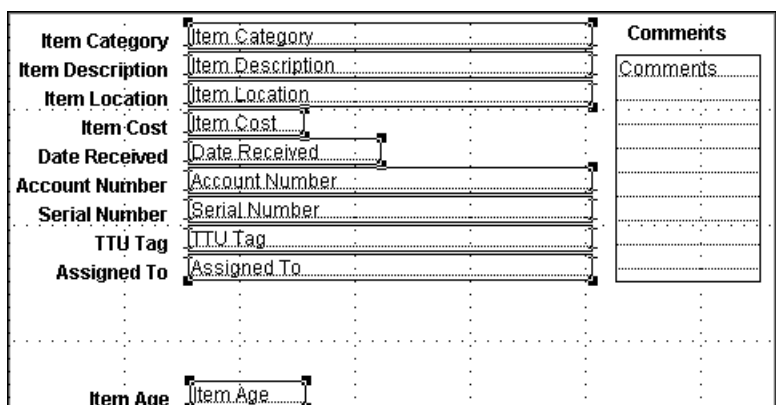 Item Category Item Category Comments
Item Description Item Description Comments
Item Location Item Location
Item Cost Item Cost
Date Received Date Received
Account Number Account Number
Serial Number Serial Number
TTU Tag TTU Tag
Assigned To Assigned To
Item Age Item Age